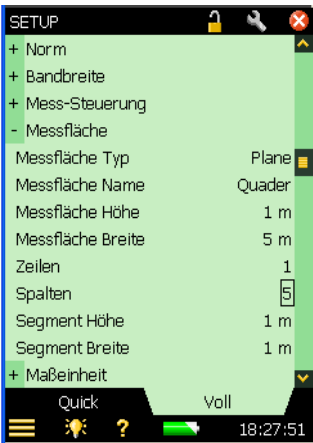 SETUP
+ Norm
+ Bandbreite
+ Mess-Steuerung
- Messfläche
Messfläche Typ Plane
Messfläche Name Quader
Messfläche Höhe 1 m
Messfläche Breite 5 m
Zeilen 1
Spalten 5
Segment Höhe 1 m
Segment Breite 1 m
+ Maßeinheit
Quick Voll
? 18:27:51